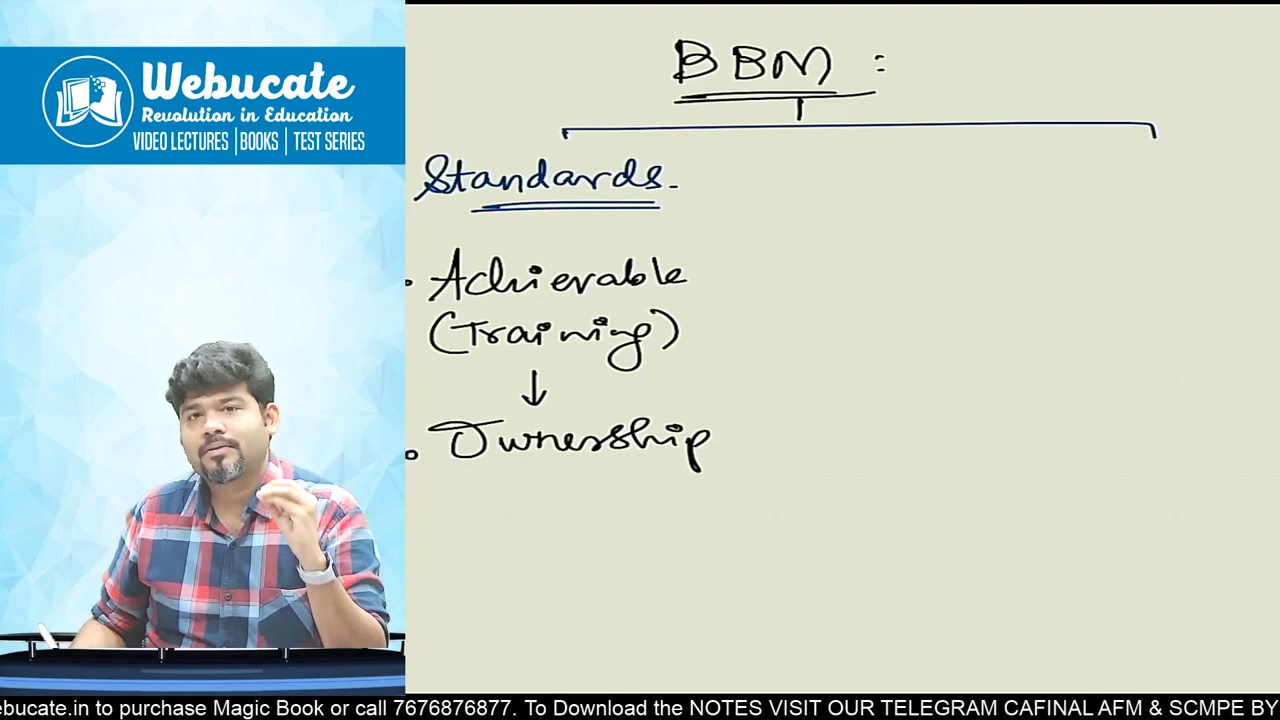 Webucate
Revolution in Education
VIDEO LECTURES | BOOKS | TEST SERIES
BBM :
Standards.
• Achievable
(Training)
↓
• Ownership
ebucate.in to purchase Magic Book or call 7676876877. To Download the NOTES VISIT OUR TELEGRAM CAFINAL AFM & SCMPE BY